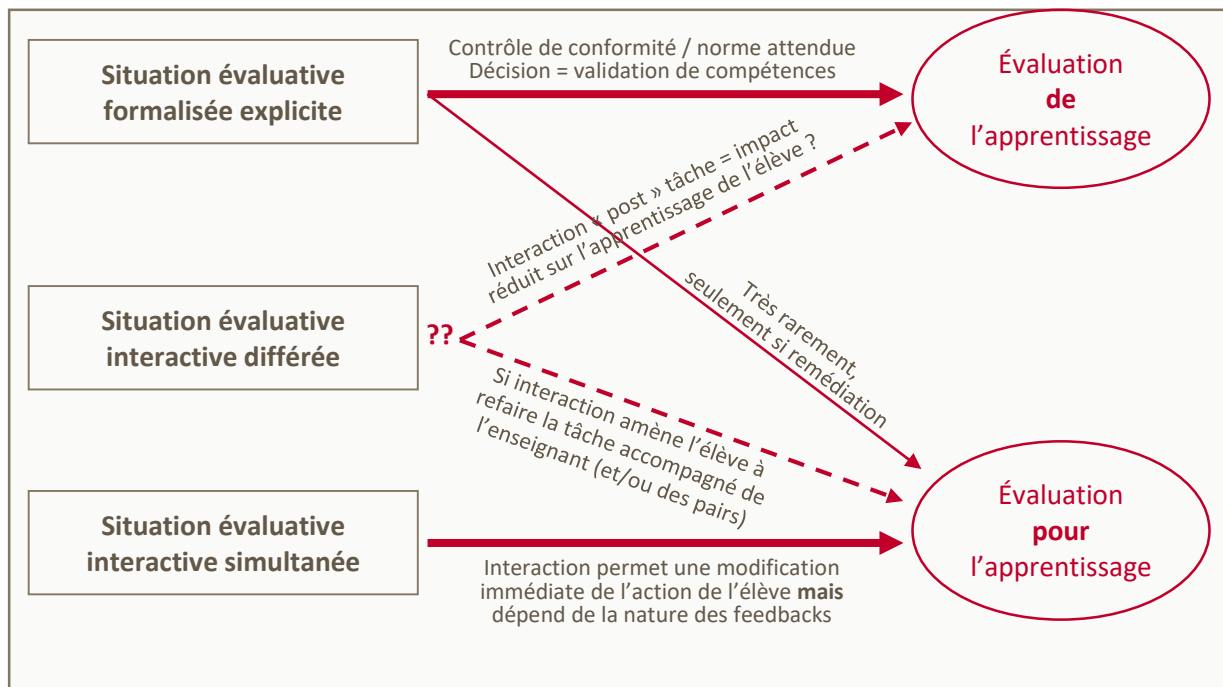 Situation évaluative
formalisée explicite
Contrôle de conformité / norme attendue
Décision = validation de compétences
Évaluation
de
l’apprentissage
Interaction « post » tâche = impact
réduit sur l’apprentissage de l’élève ?
Situation évaluative
interactive différée
??
Très rarement,
seulement si remédiation
Si interaction amène l’élève à
refaire la tâche accompagné de
l’enseignant (et/ou des pairs)
Situation évaluative
interactive simultanée
Interaction permet une modification
immédiate de l’action de l’élève mais
dépend de la nature des feedbacks
Évaluation
pour
l’apprentissage